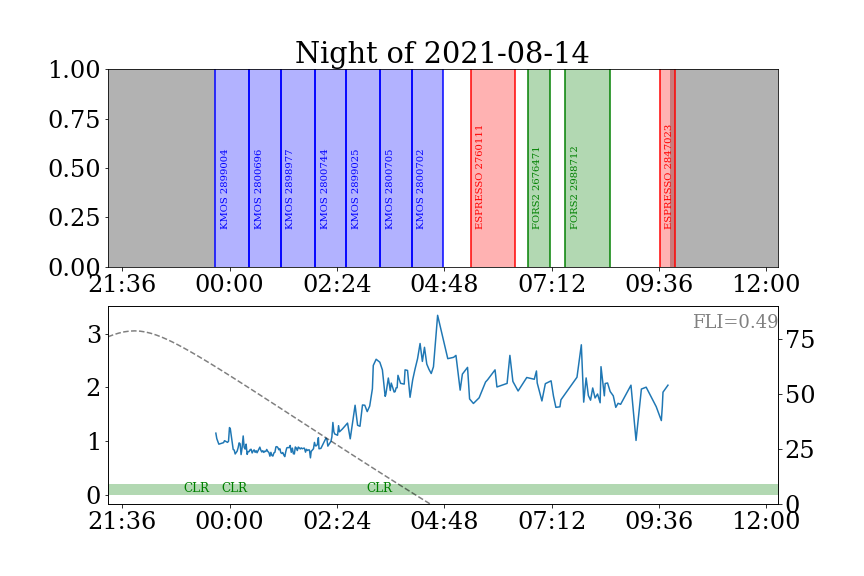 Night of 2021-08-14
1.00
0.75
0.50
0.25
0.00
KMOS 2899004
KMOS 2800696
KMOS 2898977
KMOS 2800744
KMOS 2899025
KMOS 2800705
KMOS 2800702
ESPRESSO 2760111
FORS2 2676471
FORS2 2988712
ESPRESSO 2847023
21:36 00:00 02:24 04:48 07:12 09:36 12:00
FLI=0.49
3
2
1
0
75
50
25
0
CLR CLR CLR
21:36 00:00 02:24 04:48 07:12 09:36 12:00